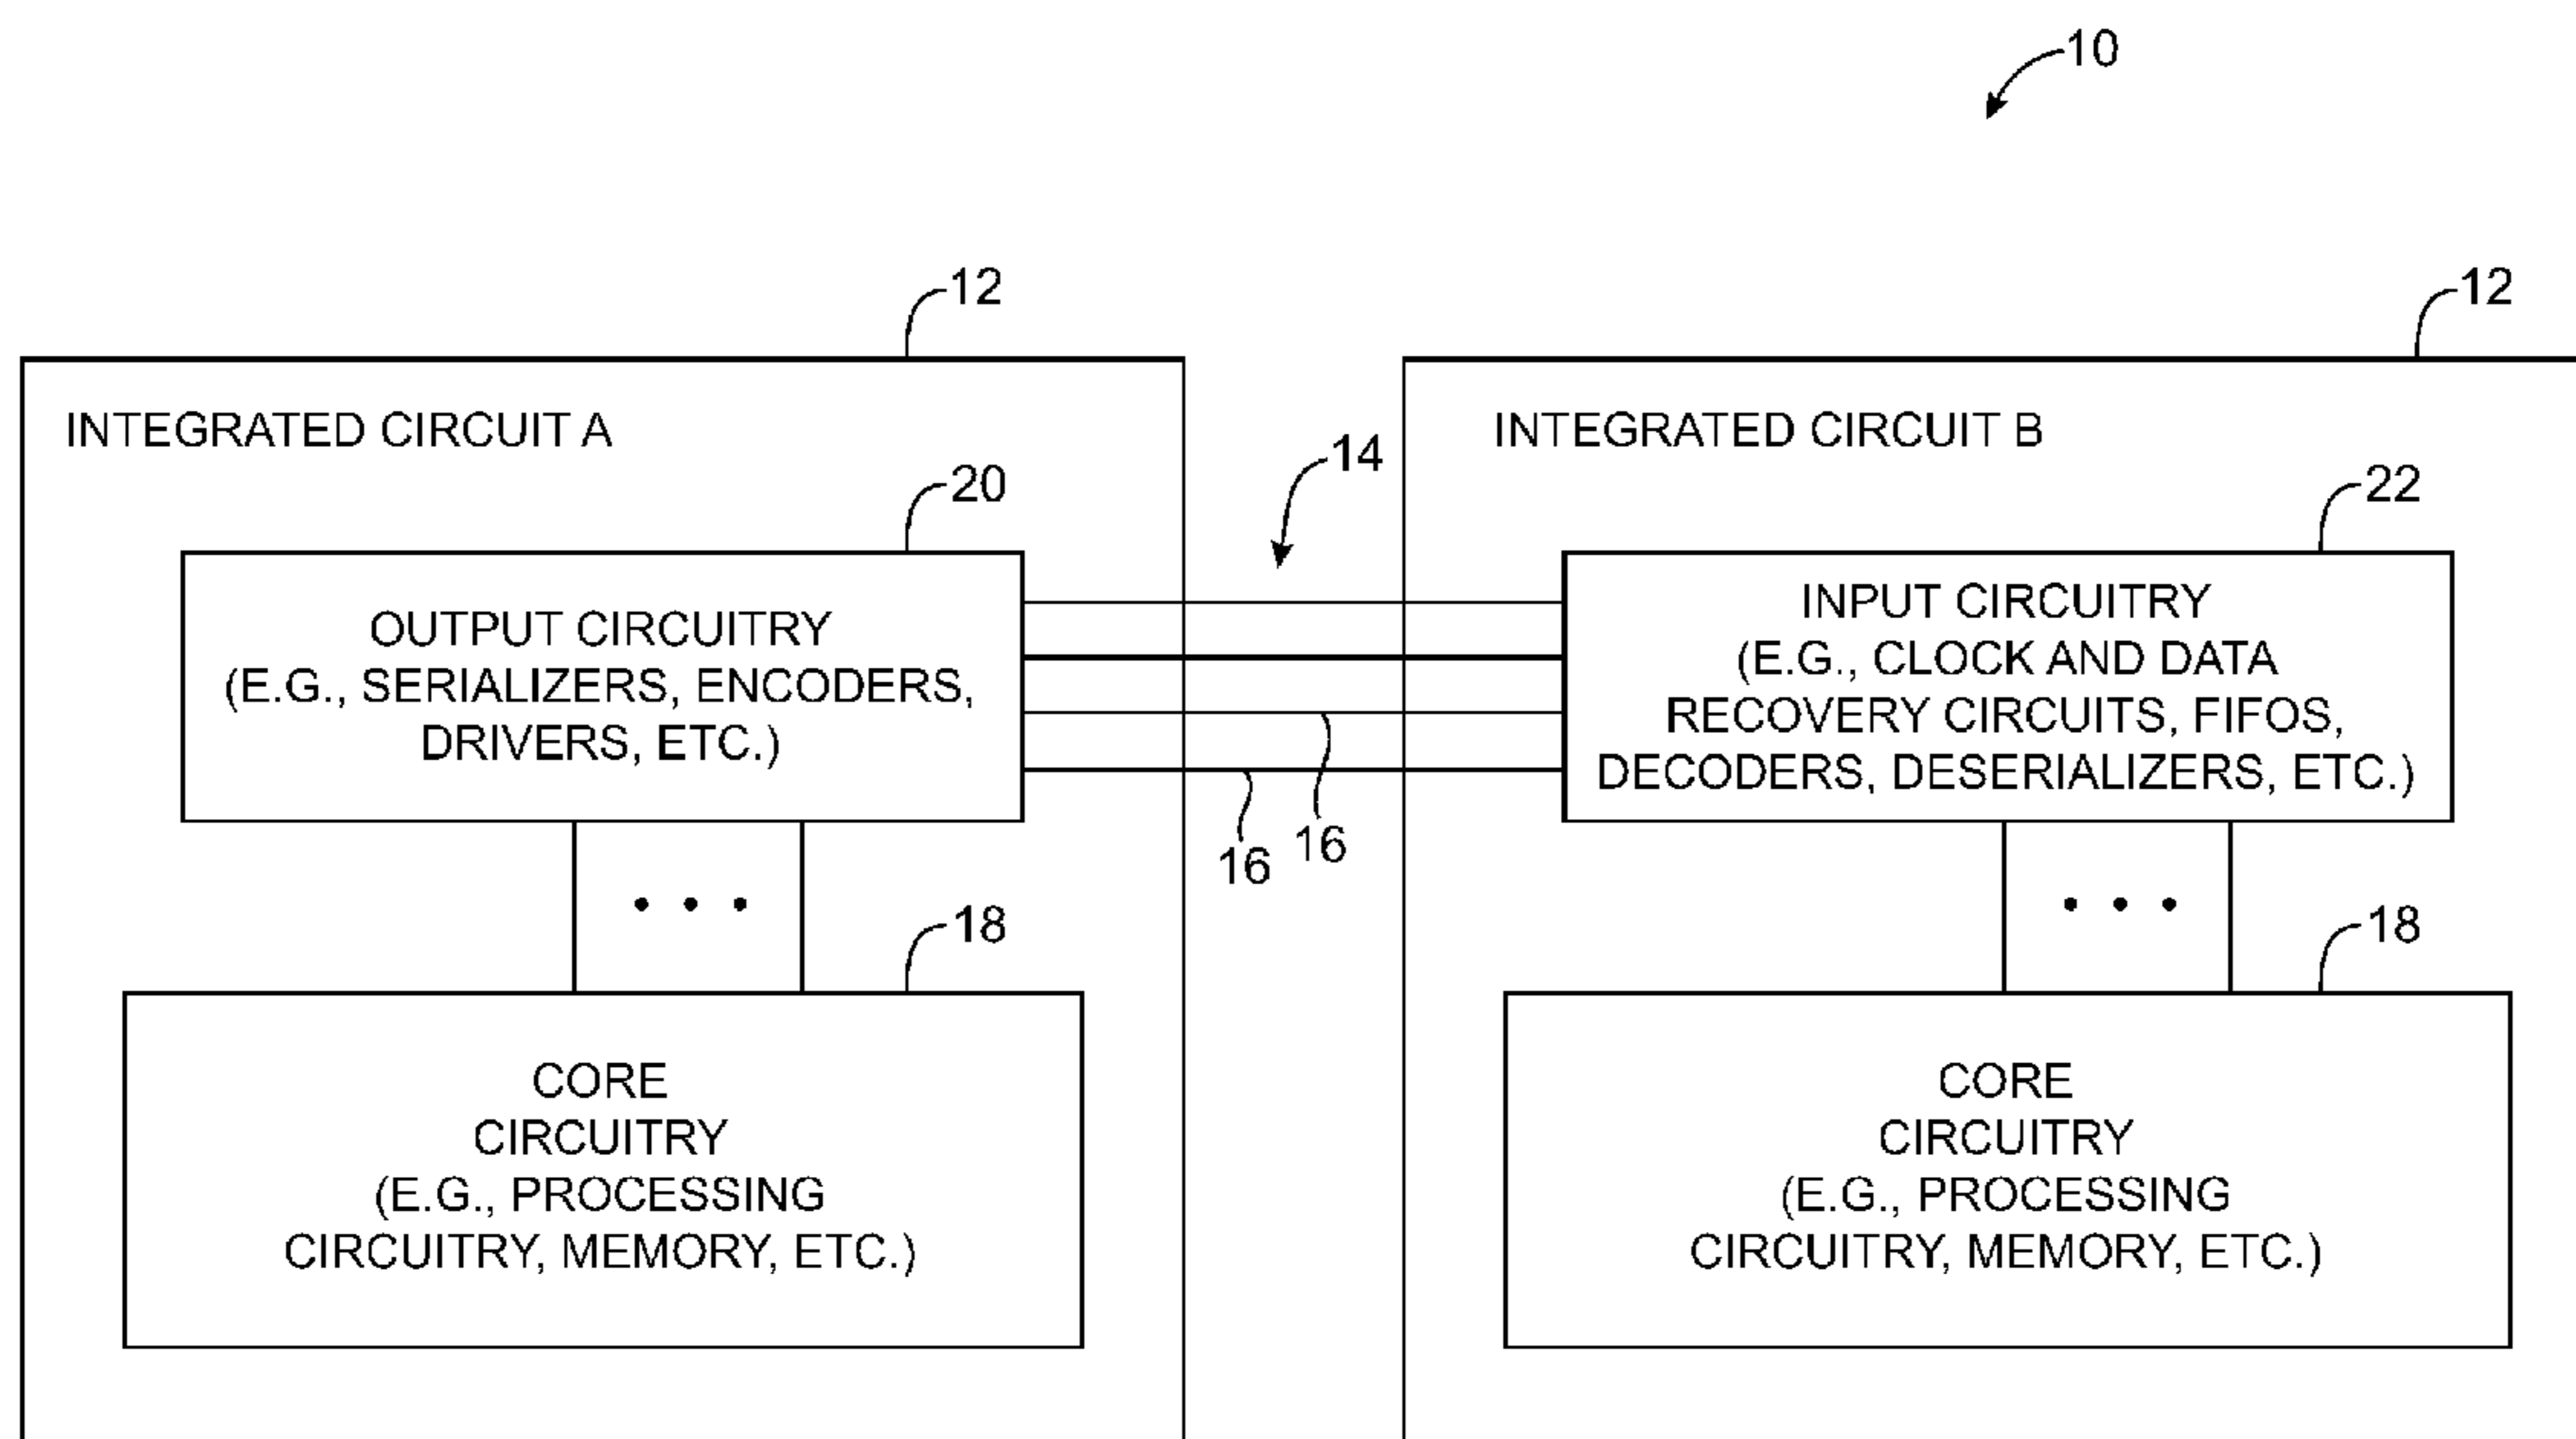 10
12
12
INTEGRATED CIRCUIT A
INTEGRATED CIRCUIT B
14
20
22
OUTPUT CIRCUITRY
(E.G., SERIALIZERS, ENCODERS,
DRIVERS, ETC.)
INPUT CIRCUITRY
(E.G., CLOCK AND DATA
RECOVERY CIRCUITS, FIFOS,
DECODERS, DESERIALIZERS, ETC.)
16
16
18
18
CORE
CIRCUITRY
(E.G., PROCESSING
CIRCUITRY, MEMORY, ETC.)
CORE
CIRCUITRY
(E.G., PROCESSING
CIRCUITRY, MEMORY, ETC.)